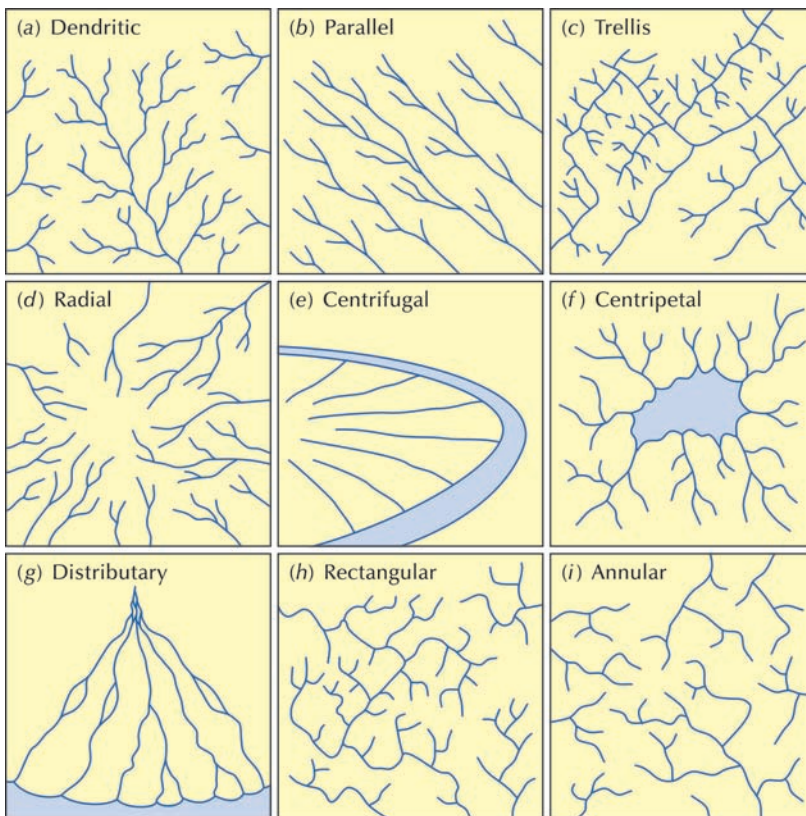 (a) Dendritic
(b) Parallel
(c) Trellis
(d) Radial
(e) Centrifugal
(f) Centripetal
(g) Distributary
(h) Rectangular
(i) Annular